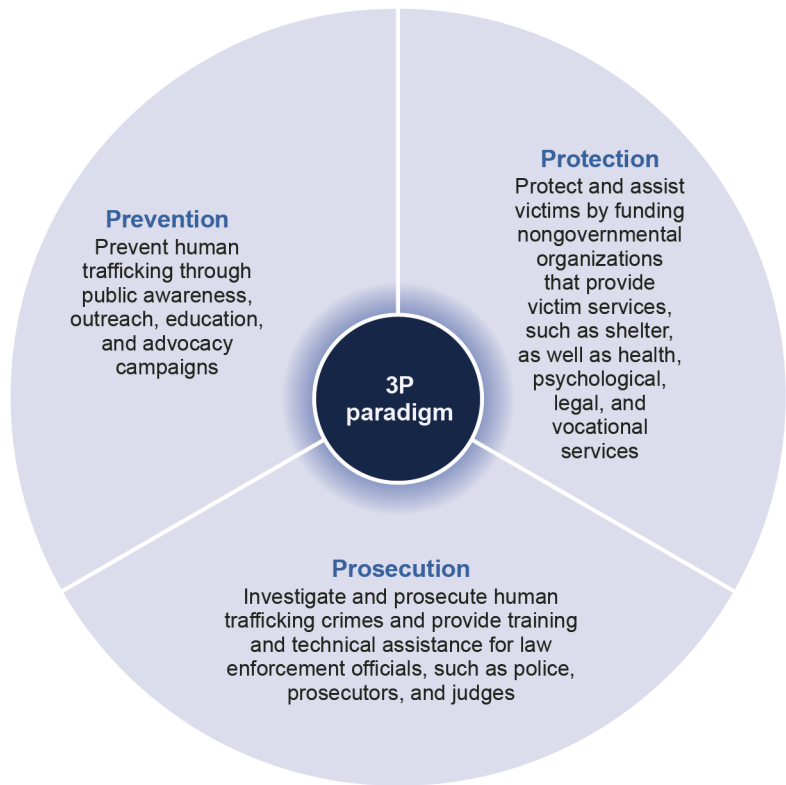 Prevention
Prevent human
trafficking through
public awareness,
outreach, education,
and advocacy
campaigns
Protection
Protect and assist
victims by funding
nongovernmental
organizations
that provide
victim services,
such as shelter,
as well as health,
psychological,
legal, and
vocational
services
3P
paradigm
Prosecution
Investigate and prosecute human
trafficking crimes and provide training
and technical assistance for law
enforcement officials, such as police,
prosecutors, and judges